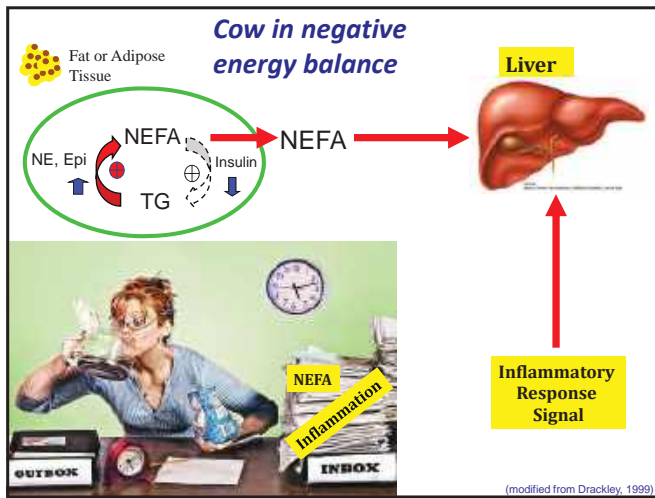 Cow in negative
energy balance
Fat or Adipose
Tissue
Liver
NEFA
NEFA
NE, Epi
Insulin
TG
NEFA
Inflammation
OUTBOX
INBOX
Inflammatory
Response
Signal
(modified from Drackley, 1999)